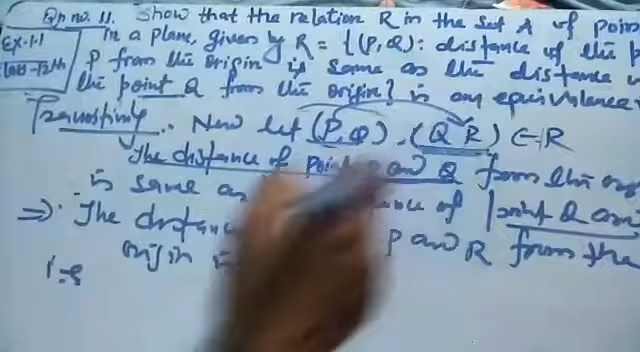 Qn no. 11. Show that the relation R in the Set A of Poin
Ex-1.1
in a plane, given by R = {(P, Q): distance of the p
Class-12th
P from the origin is same as the distance
the point Q from the origin} is an equivalence
Transitivity.. Now let (P, Q), (Q R) ∈ R
The distance of Point and Q from the
is same as of point Q
⇒ The distance P and R from the
origin
i.e